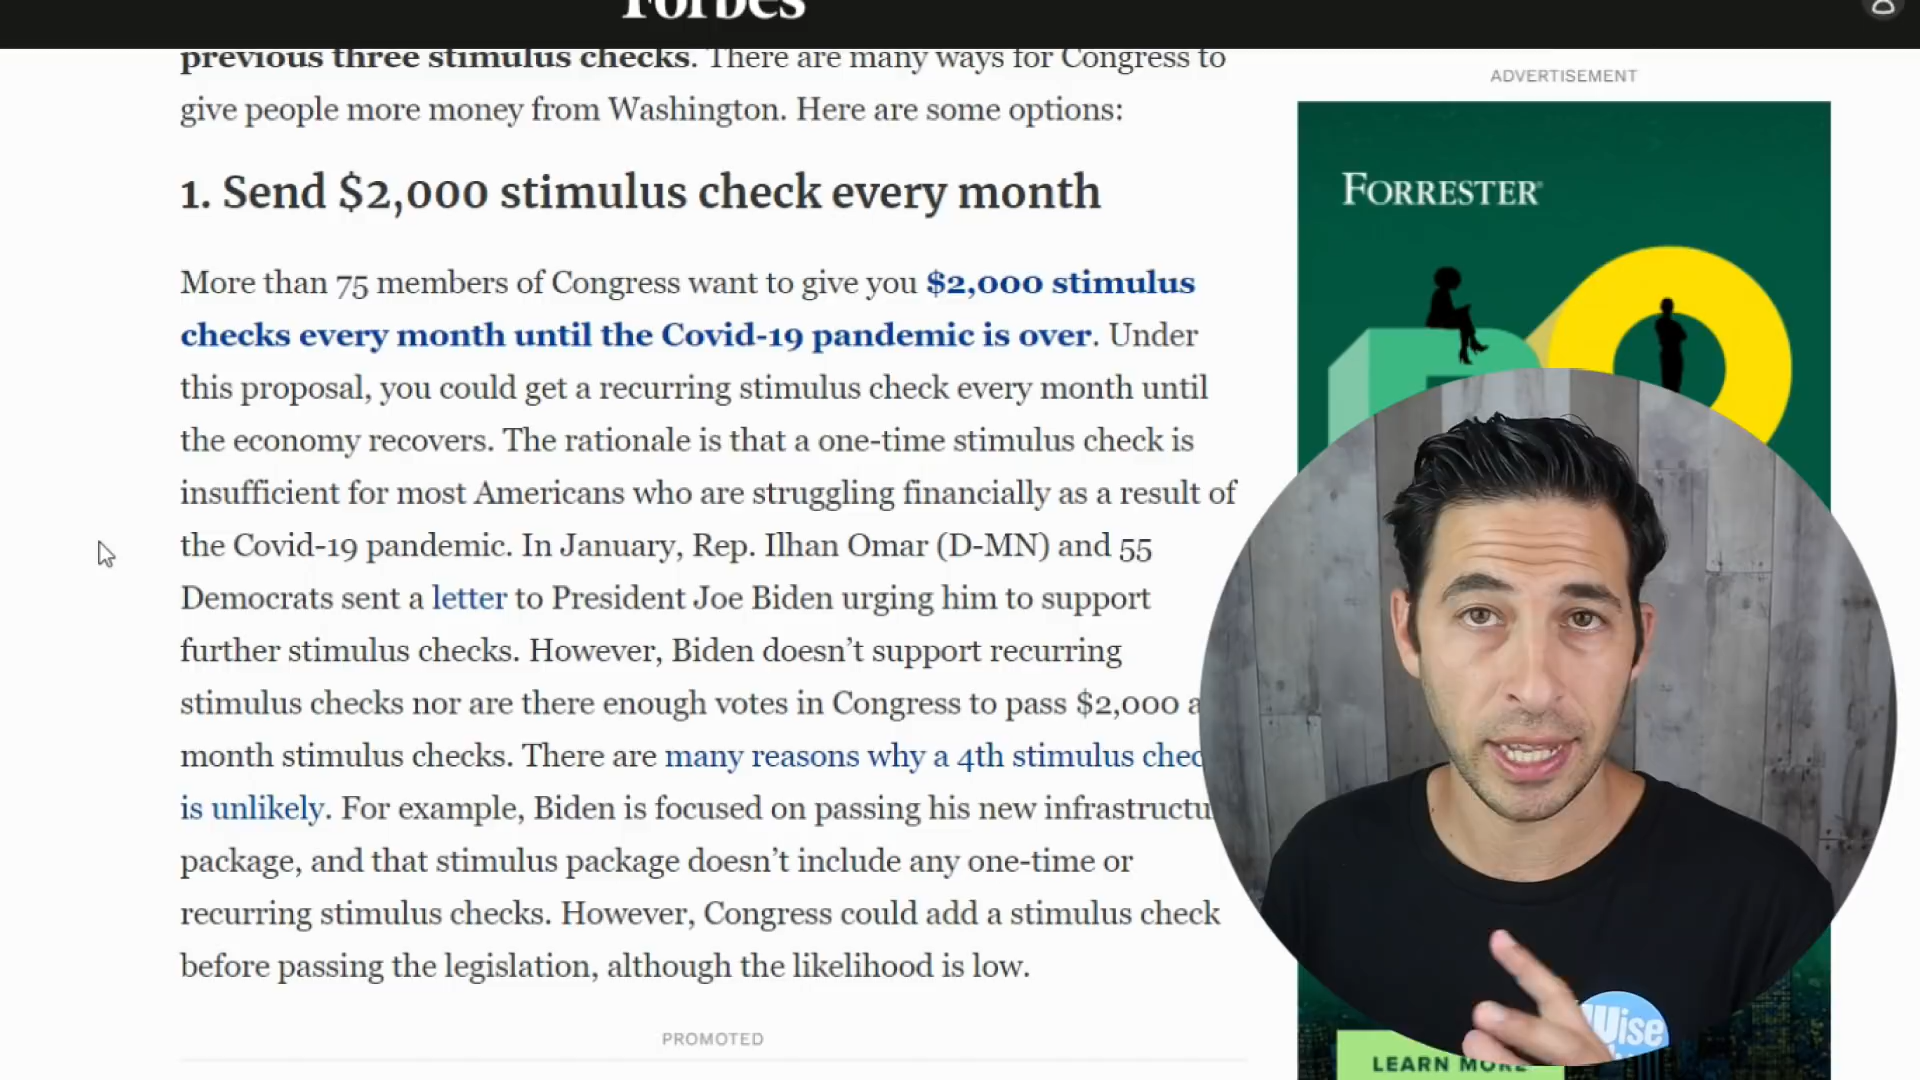 Forbes
previous three stimulus checks. There are many ways for Congress to
give people more money from Washington. Here are some options:
1. Send $2,000 stimulus check every month
More than 75 members of Congress want to give you $2,000 stimulus
checks every month until the Covid-19 pandemic is over. Under
this proposal, you could get a recurring stimulus check every month until
the economy recovers. The rationale is that a one-time stimulus check is
insufficient for most Americans who are struggling financially as a result of
the Covid-19 pandemic. In January, Rep. Ilhan Omar (D-MN) and 55
Democrats sent a letter to President Joe Biden urging him to support
further stimulus checks. However, Biden doesn't support recurring
stimulus checks nor are there enough votes in Congress to pass $2,000 a
month stimulus checks. There are many reasons why a 4th stimulus chec
is unlikely. For example, Biden is focused on passing his new infrastructu
package, and that stimulus package doesn't include any one-time or
recurring stimulus checks. However, Congress could add a stimulus check
before passing the legislation, although the likelihood is low.
PROMOTED
ADVERTISEMENT
FORRESTER®
Wise
LEARN MORE